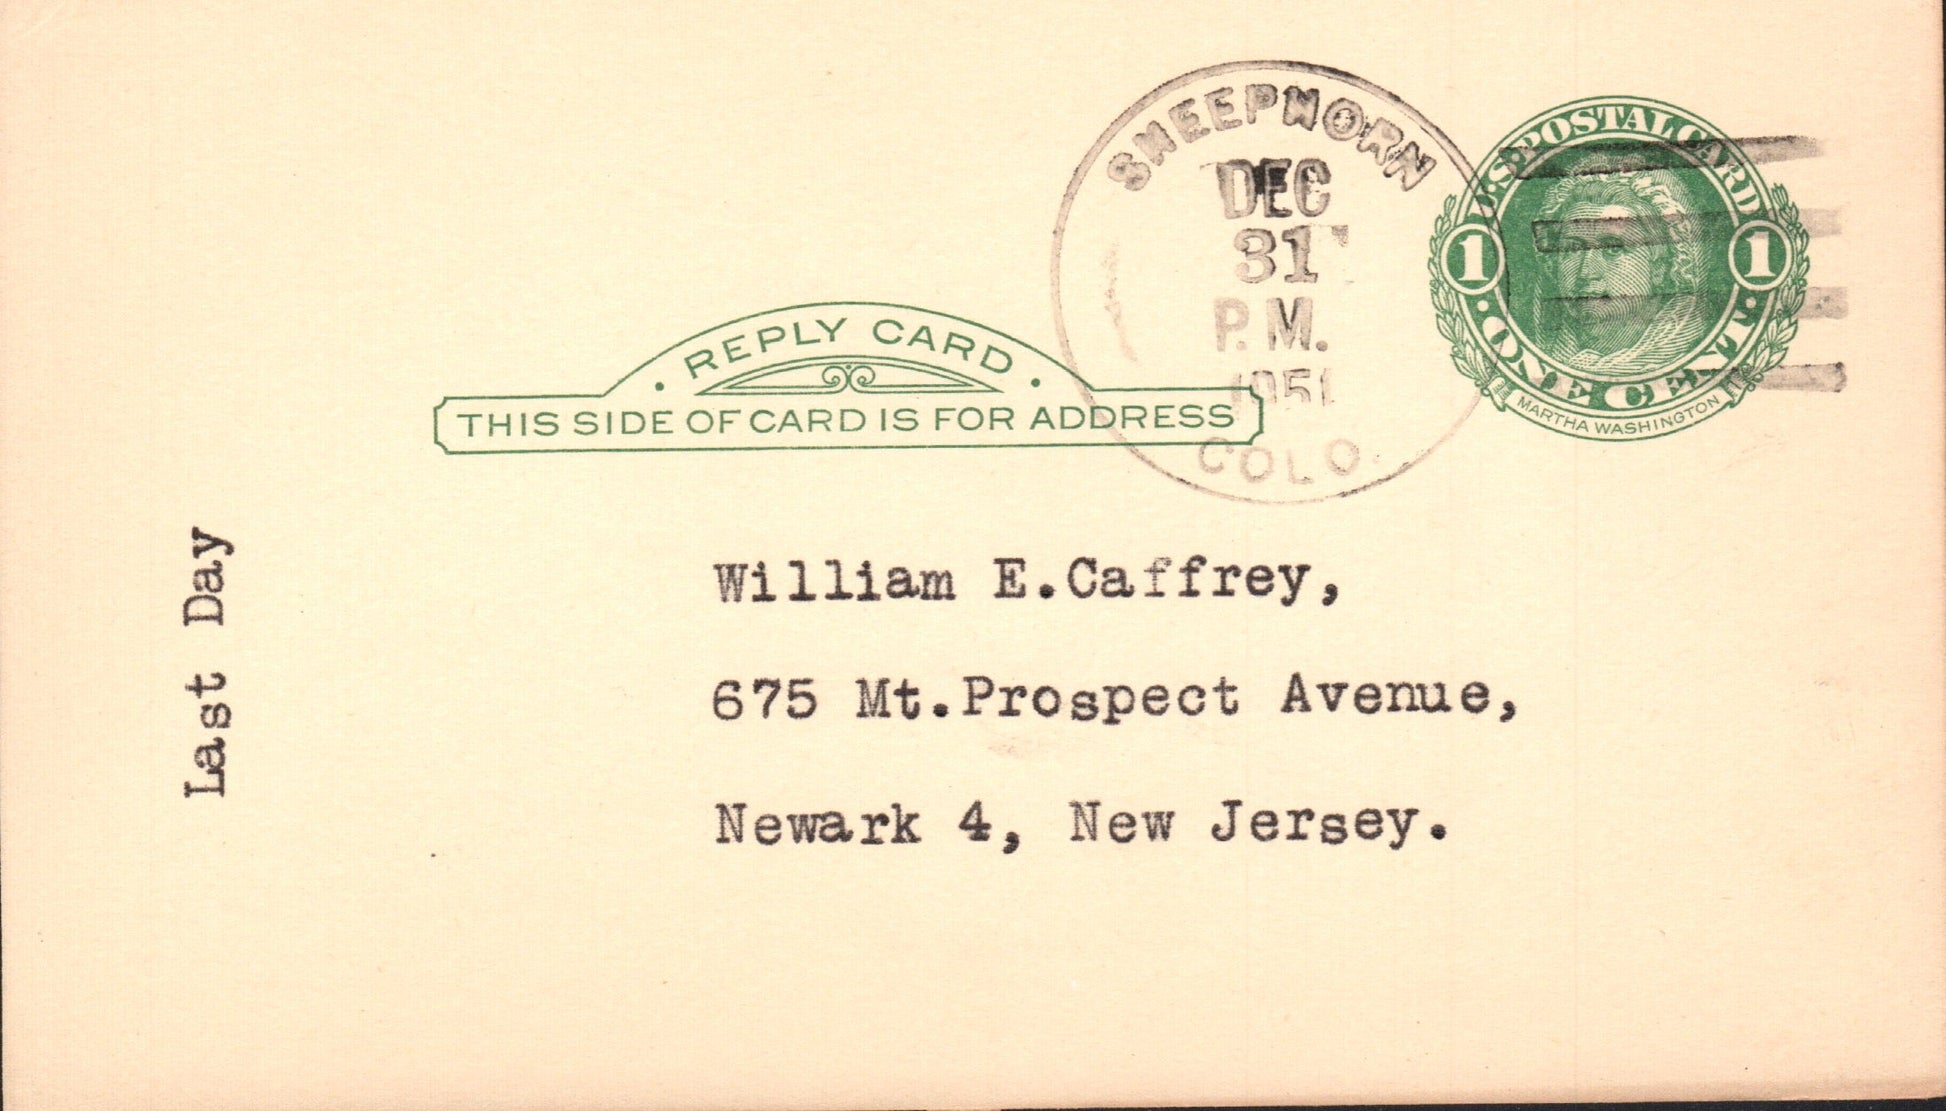 SHEEPHORN
DEC
31
P.M.
1951
COLO.
U.S. POSTAL CARD
1 1
· ONE CENT ·
MARTHA WASHINGTON
· REPLY CARD ·
THIS SIDE OF CARD IS FOR ADDRESS
Last Day
William E.Caffrey,
675 Mt.Prospect Avenue,
Newark 4, New Jersey.